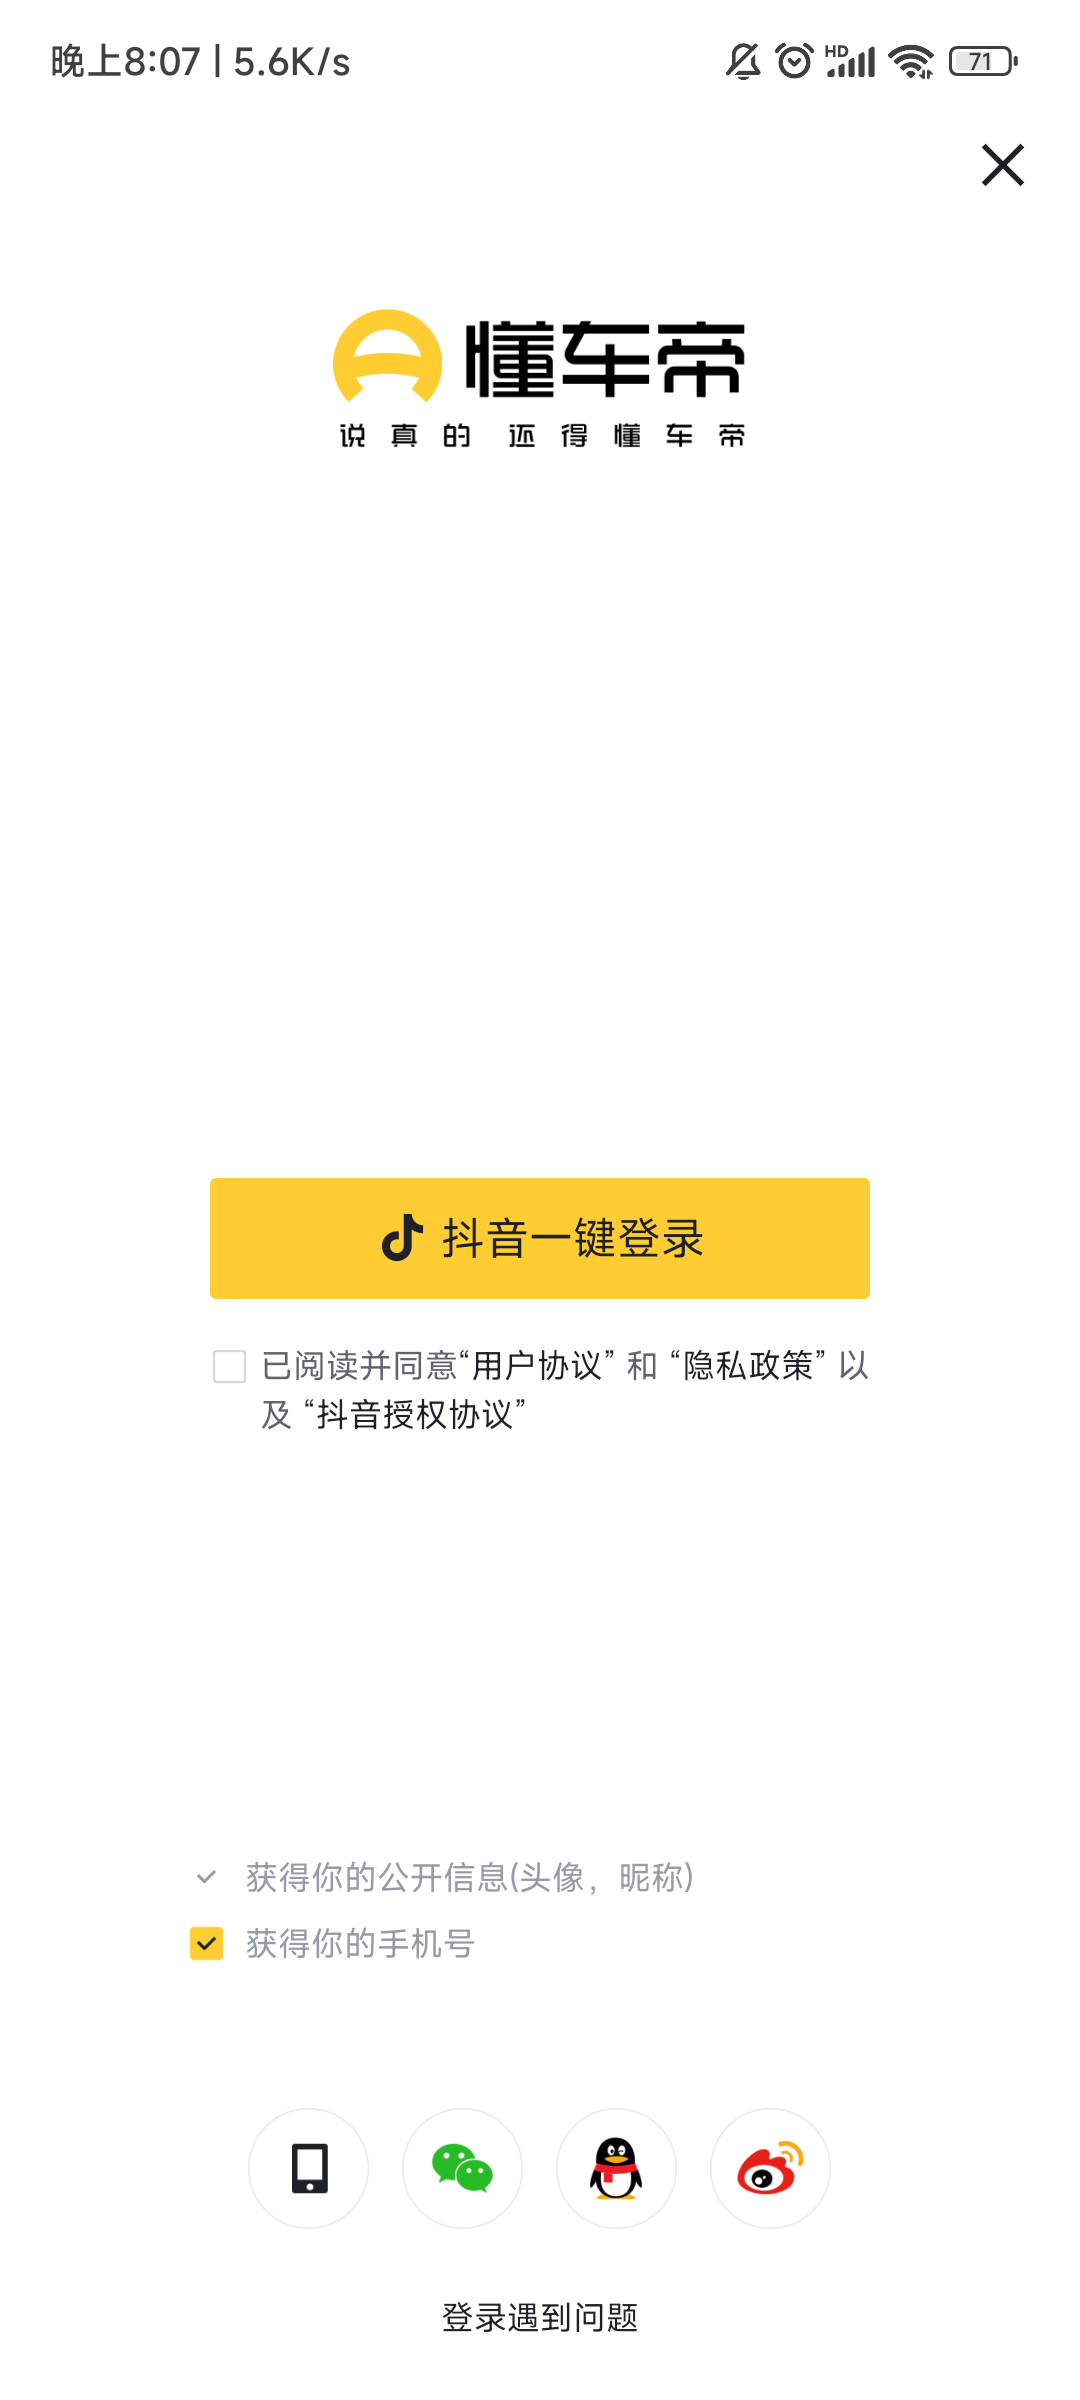 晚上8:07 | 5.6K/s
HD
71
懂车帝
说真的 还得懂车帝
抖音一键登录
已阅读并同意“用户协议” 和 “隐私政策” 以
及 “抖音授权协议”
获得你的公开信息(头像，昵称)
获得你的手机号
登录遇到问题